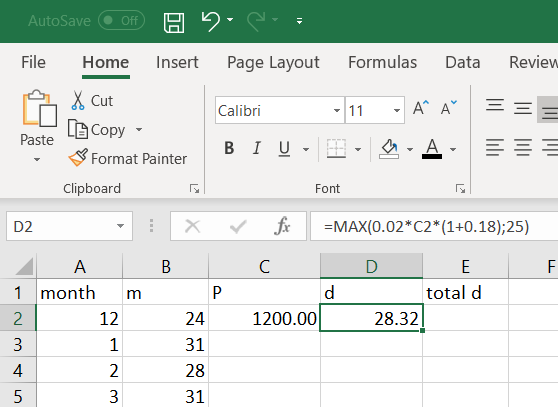 AutoSave Off
File Home Insert Page Layout Formulas Data Review
Paste
Cut
Copy
Format Painter
Calibri 11 A A
B I U A
Clipboard Font
D2 fx =MAX(0.02*C2*(1+0.18);25)
A B C D E F
1 month m P d total d
2 12 24 1200.00 28.32
3 1 31
4 2 28
5 3 31